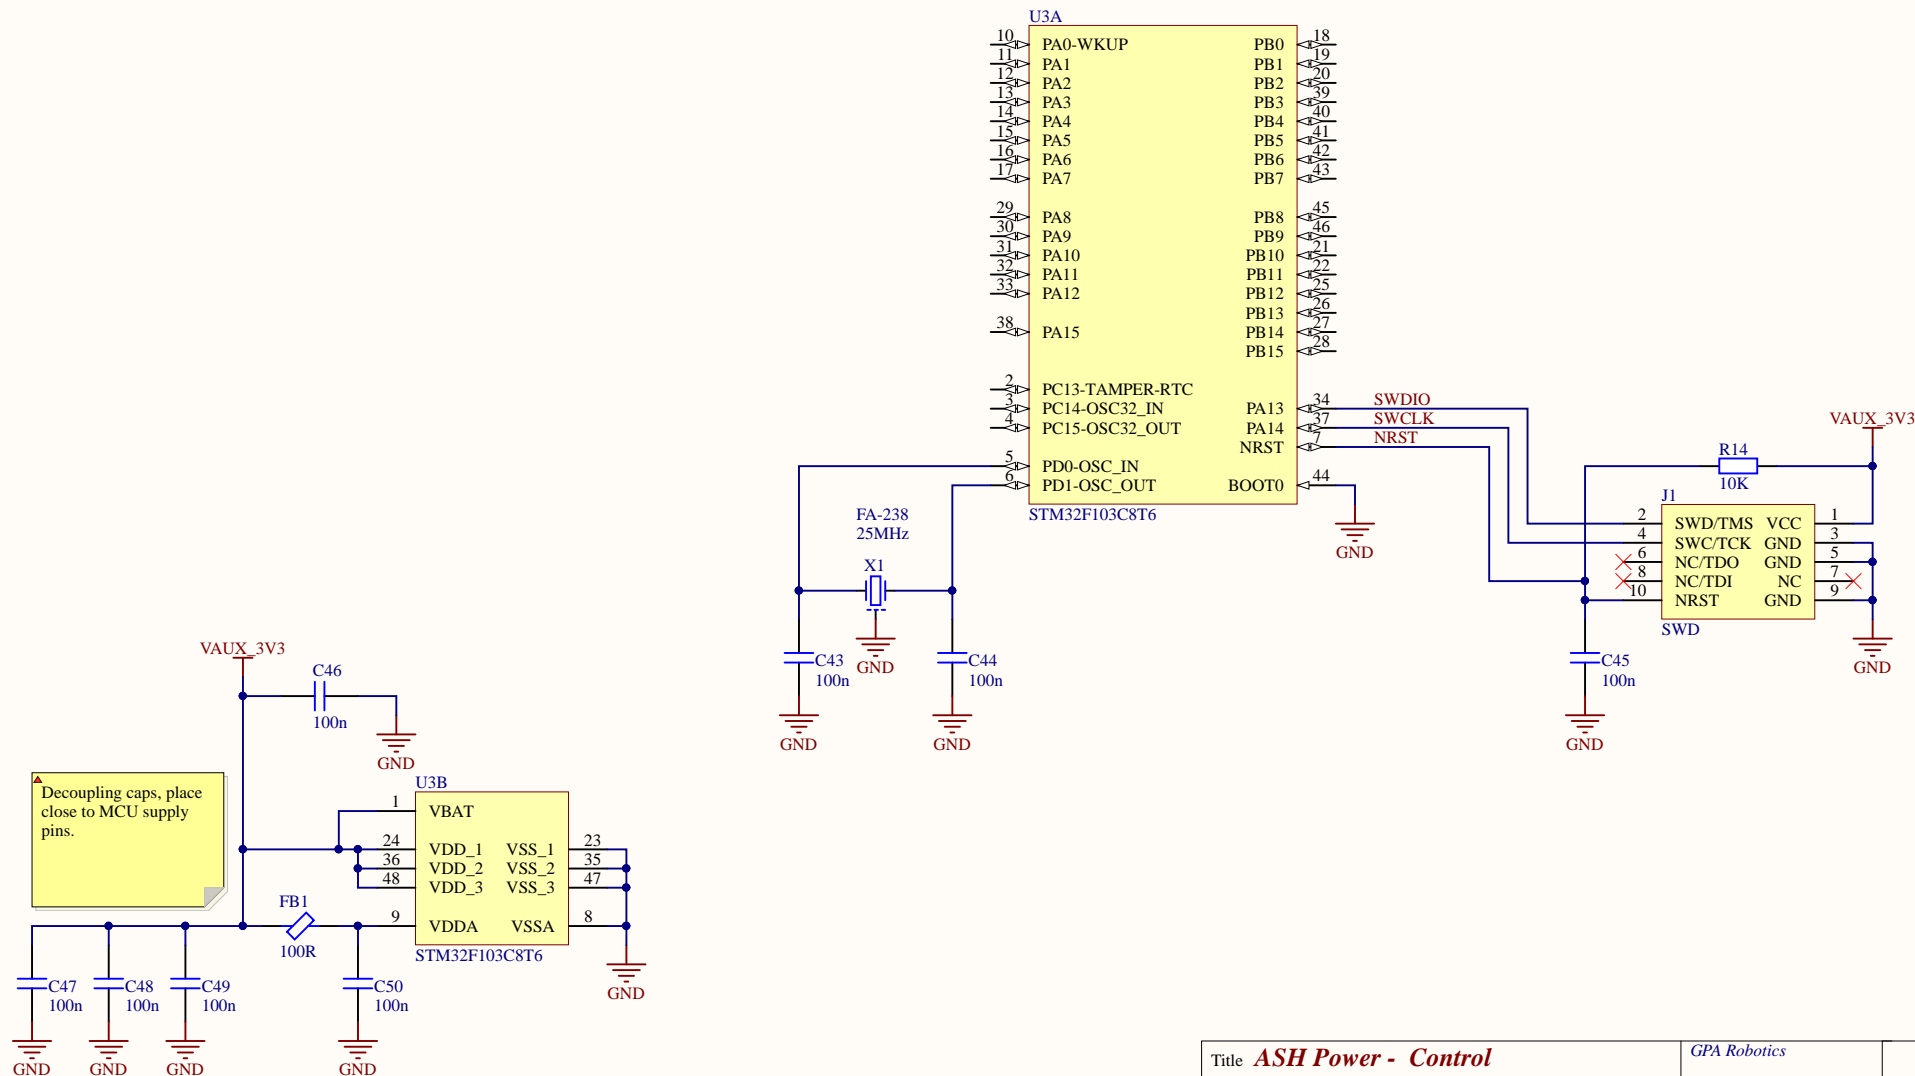 U3A
10 PA0-WKUP PB0 18
11 PA1 PB1 19
12 PA2 PB2 20
13 PA3 PB3 39
14 PA4 PB4 40
15 PA5 PB5 41
16 PA6 PB6 42
17 PA7 PB7 43
29 PA8 PB8 45
30 PA9 PB9 46
31 PA10 PB10 21
32 PA11 PB11 22
33 PA12 PB12 25
PB13 26
38 PA15 PB14 27
PB15 28
2 PC13-TAMPER-RTC
3 PC14-OSC32_IN PA13 34 SWDIO
4 PC15-OSC32_OUT PA14 37 SWCLK
NRST 7 NRST
5 PD0-OSC_IN
6 PD1-OSC_OUT BOOT0 44
STM32F103C8T6
GND
FA-238
25MHz
X1
GND
C43
100n
GND
C44
100n
GND
VAUX_3V3
R14
10K
J1
2 SWD/TMS VCC 1
4 SWC/TCK GND 3
6 NC/TDO GND 5
8 NC/TDI NC 7
10 NRST GND 9
SWD
GND
C45
100n
GND
VAUX_3V3
C46
100n
GND
Decoupling caps, place
close to MCU supply
pins.
U3B
1 VBAT
24 VDD_1 VSS_1 23
36 VDD_2 VSS_2 35
48 VDD_3 VSS_3 47
9 VDDA VSSA 8
STM32F103C8T6
GND
FB1
100R
C47
100n
GND
C48
100n
GND
C49
100n
GND
C50
100n
GND
Title ASH Power - Control
GPA Robotics